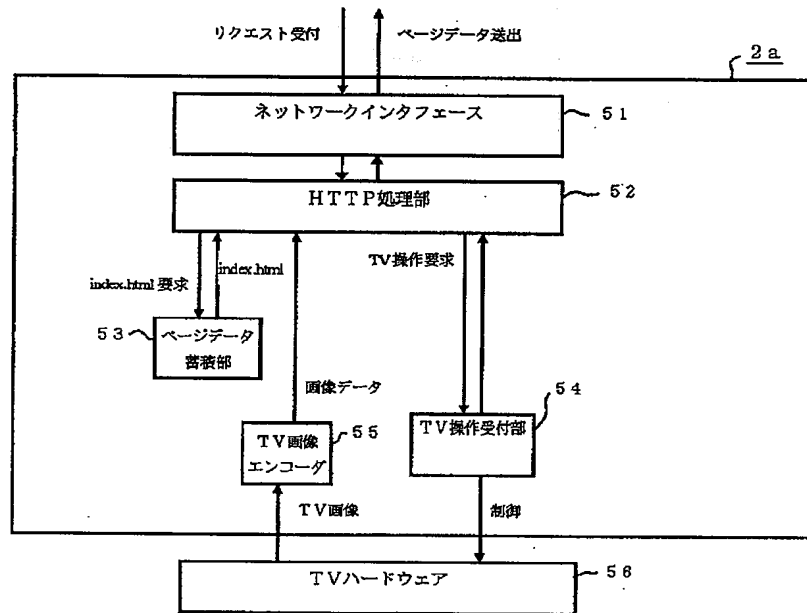 リクエスト受付
ページデータ送出
2a
ネットワークインタフェース
51
HTTP処理部
52
index.html 要求
index.html
TV操作要求
53
ページデータ
蓄積部
画像データ
54
55
TV画像
エンコーダ
TV操作受付部
TV画像
制御
TVハードウェア
56